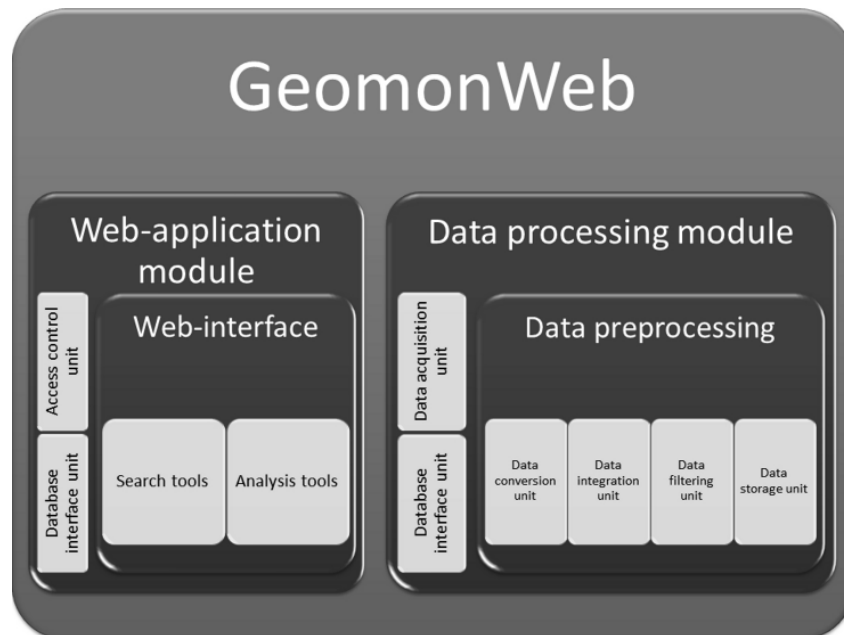 GeomonWeb
Web-application
module
Access control
unit
Database
interface unit
Web-interface
Search tools
Analysis tools
Data processing module
Data acquisition
unit
Database
interface unit
Data preprocessing
Data
conversion
unit
Data
integration
unit
Data
filtering
unit
Data
storage unit